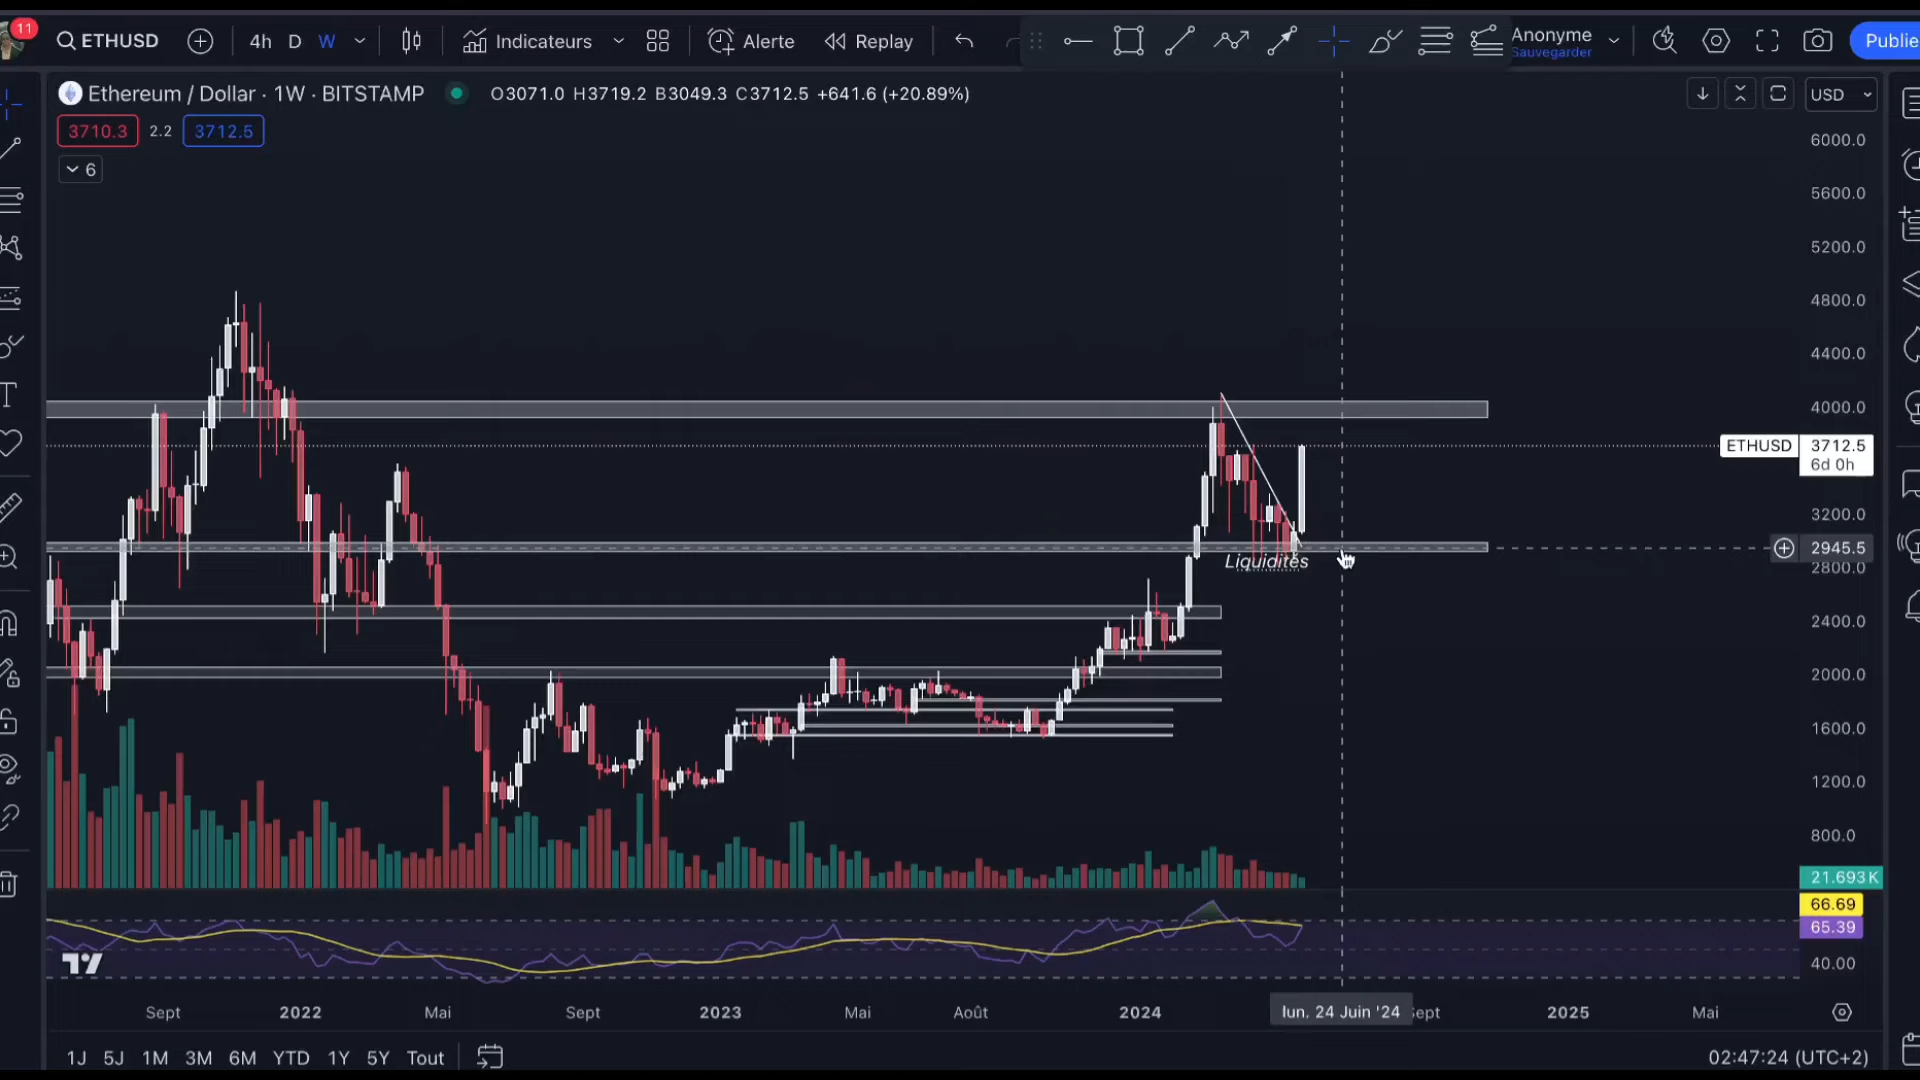 11
ETHUSD
4h D W
Indicateurs
Alerte
Replay
Anonyme
Sauvegarder
Publie
Ethereum / Dollar · 1W · BITSTAMP
O3071.0 H3719.2 B3049.3 C3712.5 +641.6 (+20.89%)
USD
3710.3 2.2 3712.5
6
6000.0
5600.0
5200.0
4800.0
4400.0
4000.0
ETHUSD 3712.5
6d 0h
3200.0
2945.5
2800.0
Liquidités
2400.0
2000.0
1600.0
1200.0
800.0
21.693K
66.69
65.39
40.00
Sept 2022 Mai Sept 2023 Mai Août 2024 lun. 24 Juin '24 ept 2025 Mai
1J 5J 1M 3M 6M YTD 1Y 5Y Tout
02:47:24 (UTC+2)